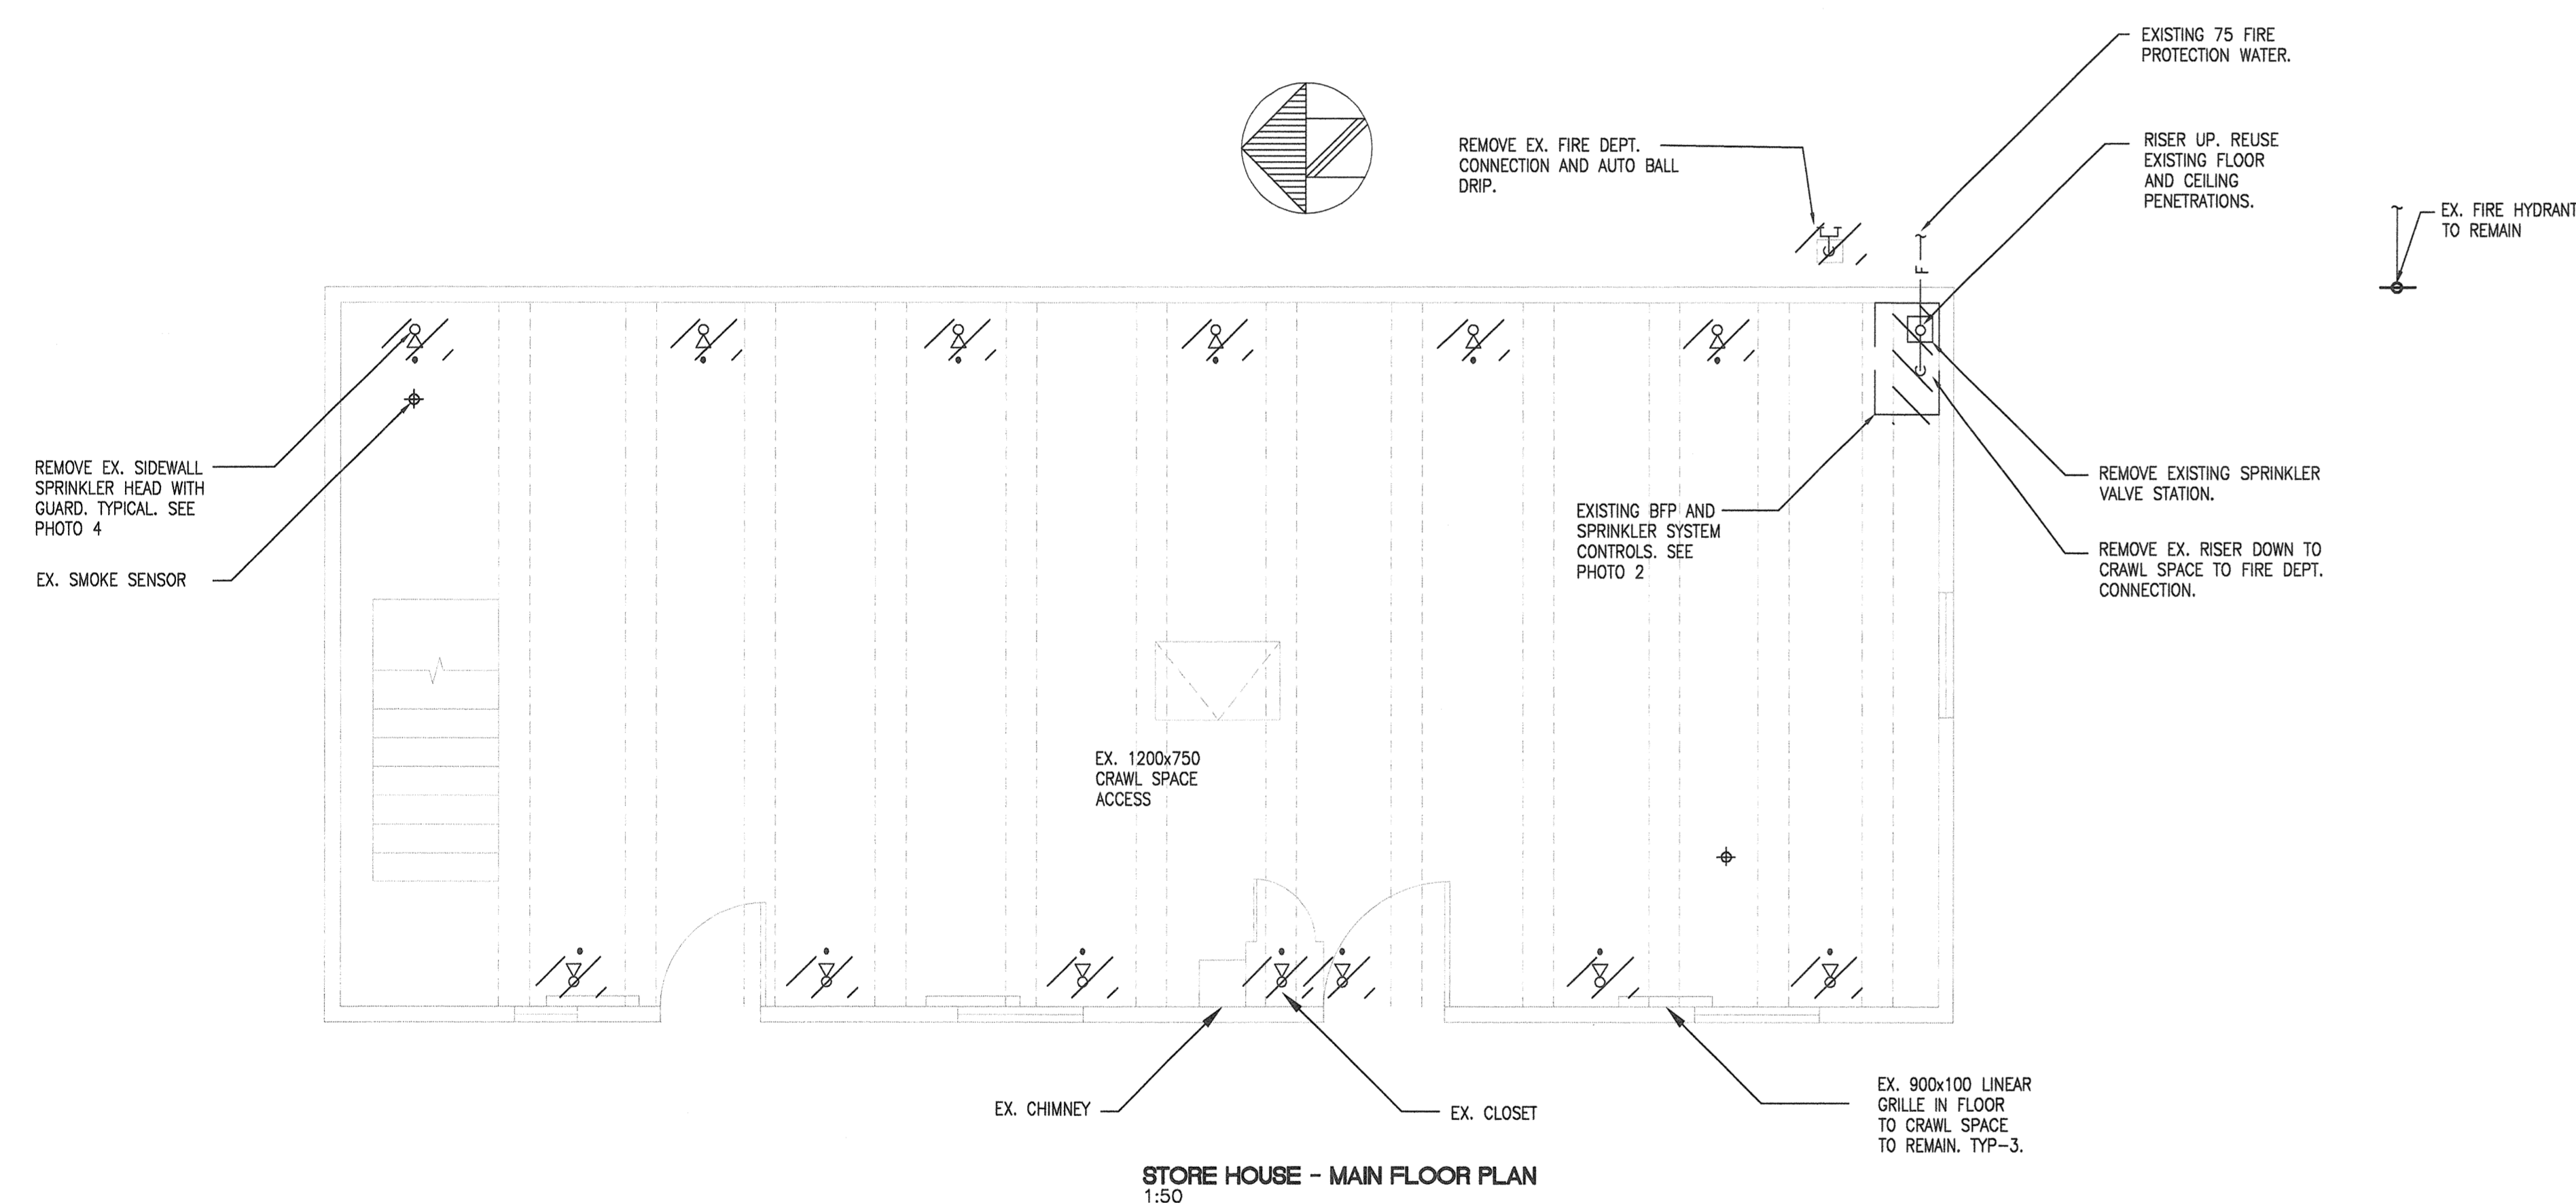 EXISTING 75 FIRE
PROTECTION WATER.
REMOVE EX. FIRE DEPT.
CONNECTION AND AUTO BALL
DRIP.
RISER UP. REUSE
EXISTING FLOOR
AND CEILING
PENETRATIONS.
EX. FIRE HYDRANT
TO REMAIN
F
REMOVE EX. SIDEWALL
SPRINKLER HEAD WITH
GUARD. TYPICAL. SEE
PHOTO 4
EX. SMOKE SENSOR
EXISTING BFP AND
SPRINKLER SYSTEM
CONTROLS. SEE
PHOTO 2
REMOVE EXISTING SPRINKLER
VALVE STATION.
REMOVE EX. RISER DOWN TO
CRAWL SPACE TO FIRE DEPT.
CONNECTION.
EX. 1200x750
CRAWL SPACE
ACCESS
EX. CHIMNEY
EX. CLOSET
EX. 900x100 LINEAR
GRILLE IN FLOOR
TO CRAWL SPACE
TO REMAIN. TYP-3.
STORE HOUSE - MAIN FLOOR PLAN
1:50